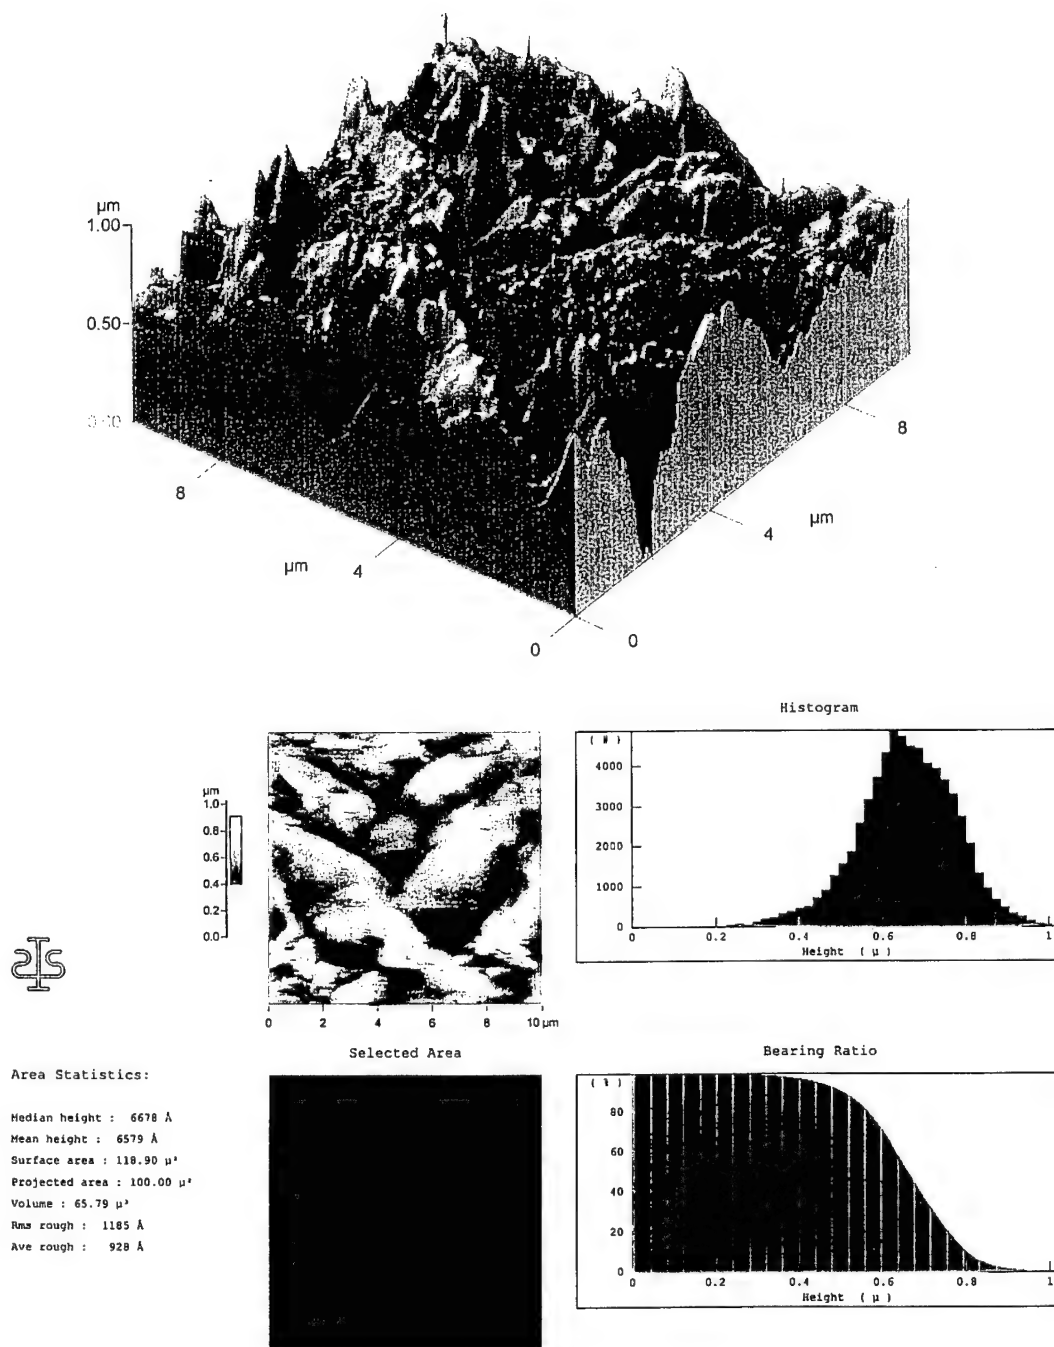 µm
1.00
0.50
0.00
8
µm
4
0
0
4
µm
8
Histogram
( # )
4000
3000
2000
1000
0
0
0.2
0.4
0.6
0.8
1
Height ( µ )
µm
1.0
0.8
0.6
0.4
0.2
0.0
0
2
4
6
8
10 µm
Selected Area
Bearing Ratio
( % )
80
60
40
20
0
0
0.2
0.4
0.6
0.8
1
Height ( µ )
Area Statistics:
Median height : 6678 Å
Mean height : 6579 Å
Surface area : 118.90 µ²
Projected area : 100.00 µ²
Volume : 65.79 µ³
Rms rough : 1185 Å
Ave rough : 928 Å